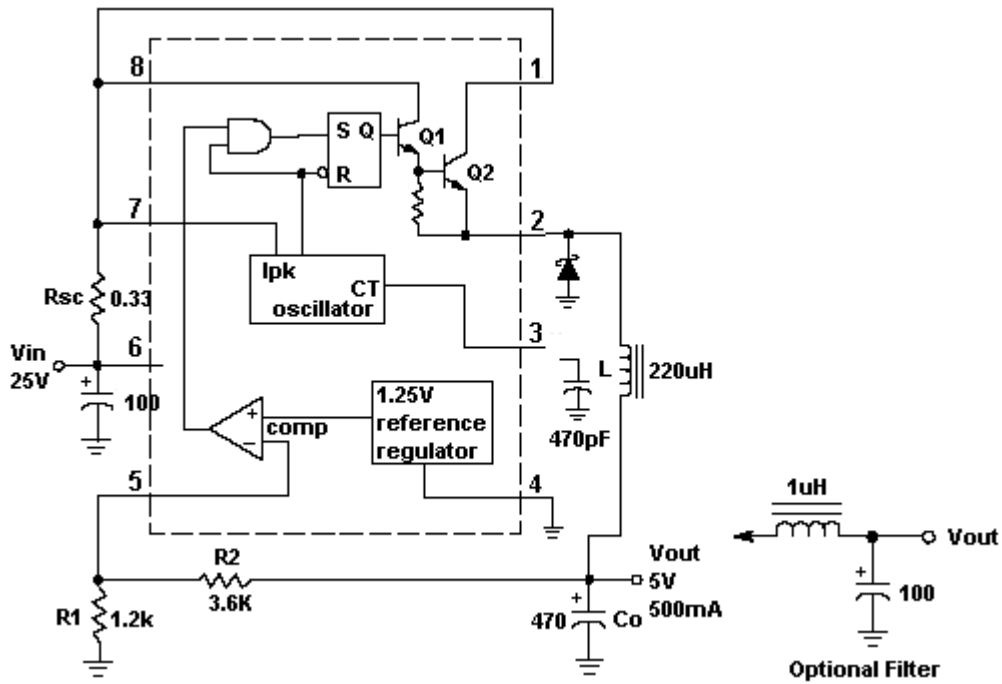 8
1
S Q
Q1
R
Q2
7
2
Ipk
CT
oscillator
Rsc
0.33
3
Vin
25V
6
L
220uH
+
100
1.25V
reference
regulator
+
comp
−
470pF
5
4
1uH
Vout
R2
3.6K
Vout
5V
500mA
+
470
Co
+
100
R1
1.2k
Optional Filter